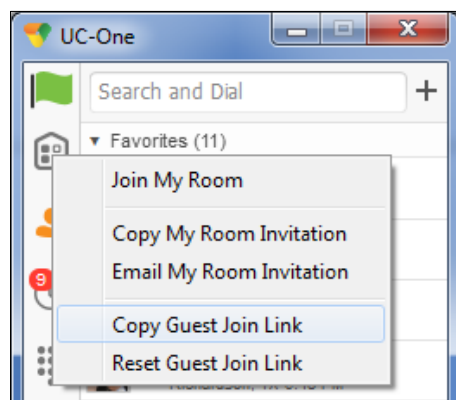 UC-One
Search and Dial
Favorites (11)
Join My Room
Copy My Room Invitation
Email My Room Invitation
9
Copy Guest Join Link
Reset Guest Join Link